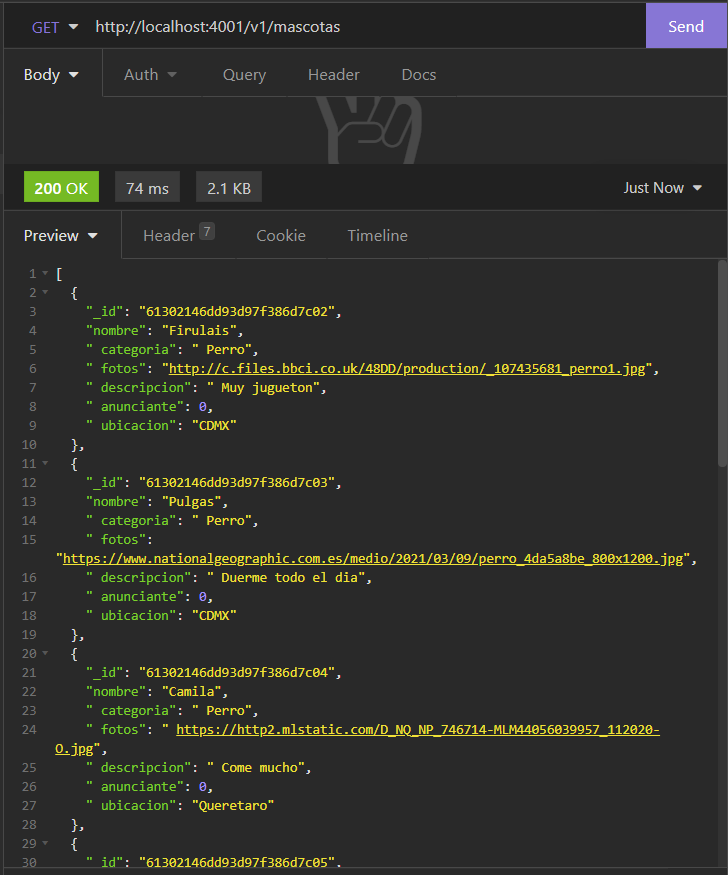 GET http://localhost:4001/v1/mascotas Send
Body Auth Query Header Docs
200 OK 74 ms 2.1 KB Just Now
Preview Header 7 Cookie Timeline
1 [
2 {
3 "_id": "61302146dd93d97f386d7c02",
4 "nombre": "Firulais",
5 " categoria": " Perro",
6 " fotos": "http://c.files.bbci.co.uk/48DD/production/_107435681_perro1.jpg",
7 " descripcion": " Muy jugueton",
8 " anunciante": 0,
9 " ubicacion": "CDMX"
10 },
11 {
12 "_id": "61302146dd93d97f386d7c03",
13 "nombre": "Pulgas",
14 " categoria": " Perro",
15 " fotos":
"https://www.nationalgeographic.com.es/medio/2021/03/09/perro_4da5a8be_800x1200.jpg",
16 " descripcion": " Duerme todo el dia",
17 " anunciante": 0,
18 " ubicacion": "CDMX"
19 },
20 {
21 "_id": "61302146dd93d97f386d7c04",
22 "nombre": "Camila",
23 " categoria": " Perro",
24 " fotos": " https://http2.mlstatic.com/D_NQ_NP_746714-MLM44056039957_112020-
O.jpg",
25 " descripcion": " Come mucho",
26 " anunciante": 0,
27 " ubicacion": "Queretaro"
28 },
29 {
30 "_id": "61302146dd93d97f386d7c05",